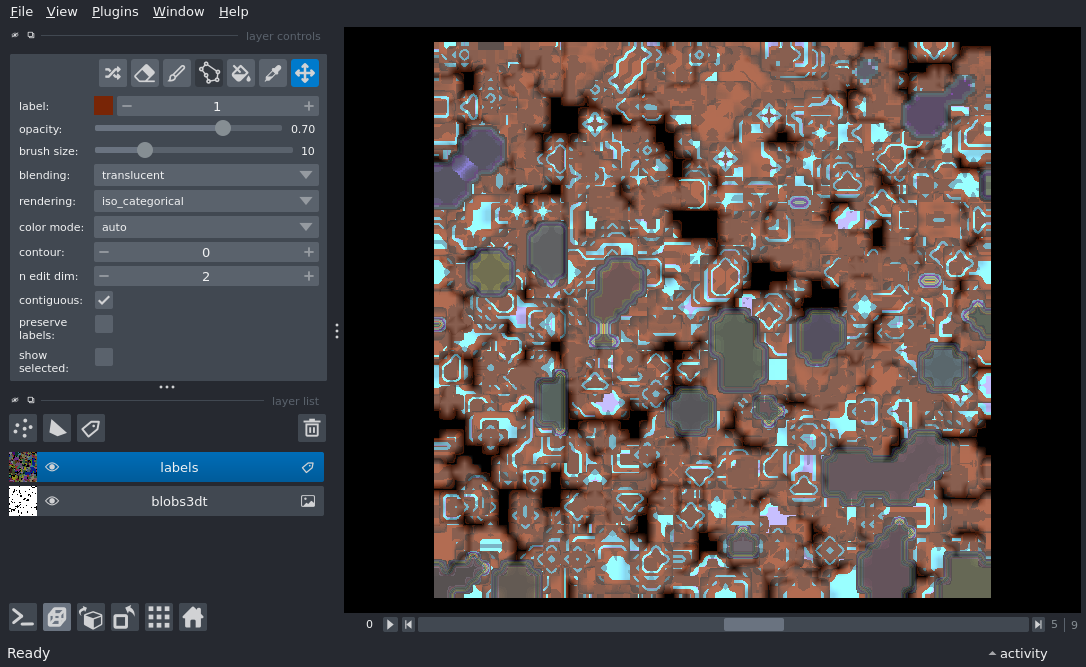 File View Plugins Window Help
layer controls
label: 1
opacity: 0.70
brush size: 10
blending: translucent
rendering: iso_categorical
color mode: auto
contour: 0
n edit dim: 2
contiguous:
preserve
labels:
show
selected:
layer list
labels
blobs3dt
0 5 9
Ready activity